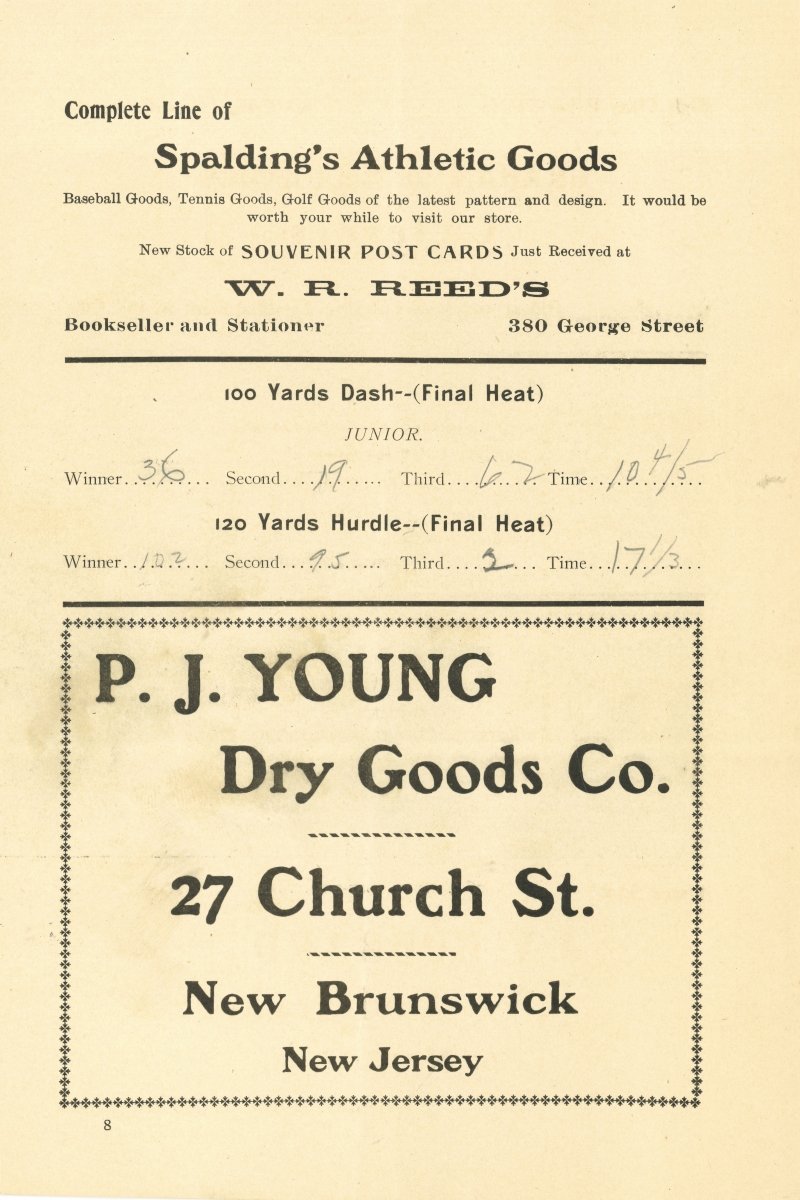 Complete Line of
Spalding's Athletic Goods
Baseball Goods, Tennis Goods, Golf Goods of the latest pattern and design. It would be
worth your while to visit our store.
New Stock of SOUVENIR POST CARDS Just Received at
W. R. REED'S
Bookseller and Stationer 380 George Street
100 Yards Dash--(Final Heat)
JUNIOR.
Winner 36 Second 19 Third 62 Time 10 4/5
120 Yards Hurdle--(Final Heat)
Winner 102 Second 95 Third 2 Time 17 1/3
P. J. YOUNG
Dry Goods Co.
27 Church St.
New Brunswick
New Jersey
8